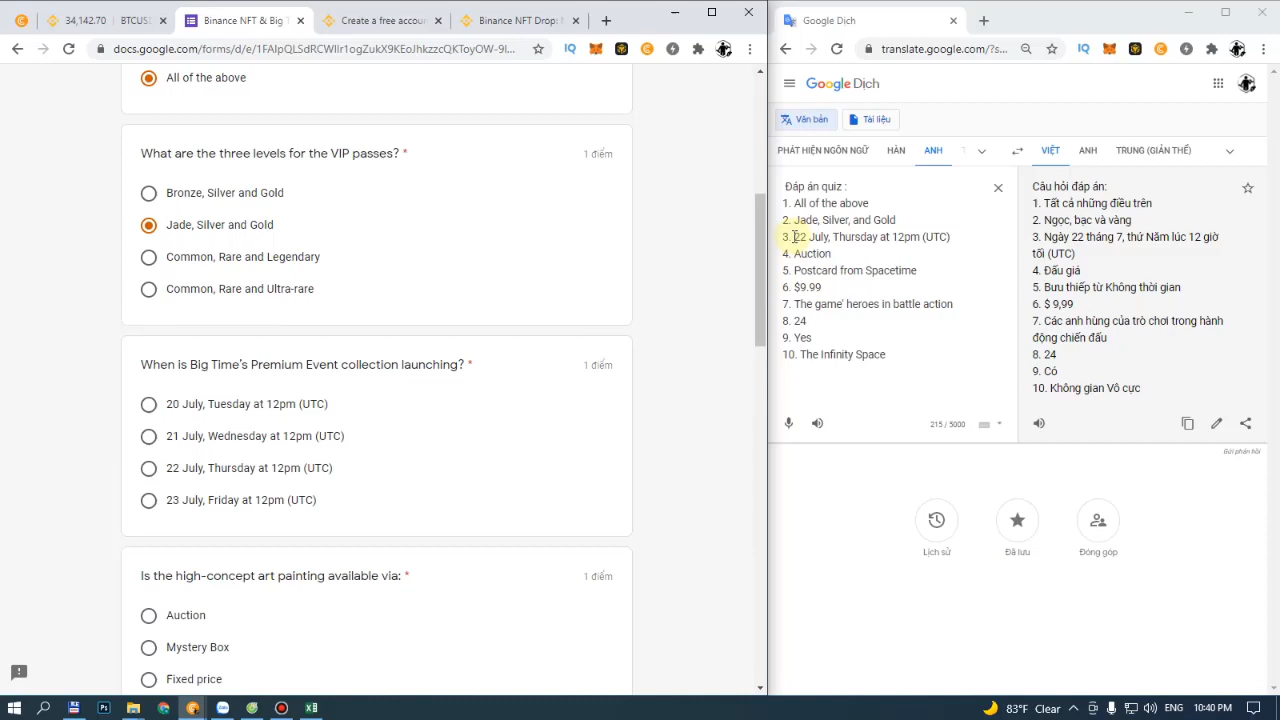 34,142.70 | BTCUSD
Binance NFT & Big T
Create a free accoun
Binance NFT Drop:
docs.google.com/forms/d/e/1FAIpQLSdRCWIlr1ogZukX9KEoJhkzzcQKToyOW-9l...
All of the above
What are the three levels for the VIP passes? *
1 điểm
Bronze, Silver and Gold
Jade, Silver and Gold
Common, Rare and Legendary
Common, Rare and Ultra-rare
When is Big Time's Premium Event collection launching? *
1 điểm
20 July, Tuesday at 12pm (UTC)
21 July, Wednesday at 12pm (UTC)
22 July, Thursday at 12pm (UTC)
23 July, Friday at 12pm (UTC)
Is the high-concept art painting available via: *
1 điểm
Auction
Mystery Box
Fixed price
Google Dịch
translate.google.com/?s...
Google Dịch
Văn bản
Tài liệu
PHÁT HIỆN NGÔN NGỮ
HÀN
ANH
VIỆT
ANH
TRUNG (GIẢN THỂ)
Đáp án quiz :
1. All of the above
2. Jade, Silver, and Gold
3. 22 July, Thursday at 12pm (UTC)
4. Auction
5. Postcard from Spacetime
6. $9.99
7. The game' heroes in battle action
8. 24
9. Yes
10. The Infinity Space
215 / 5000
Câu hỏi đáp án:
1. Tất cả những điều trên
2. Ngọc, bạc và vàng
3. Ngày 22 tháng 7, thứ Năm lúc 12 giờ
tối (UTC)
4. Đấu giá
5. Bưu thiếp từ Không thời gian
6. $ 9,99
7. Các anh hùng của trò chơi trong hành
động chiến đấu
8. 24
9. Có
10. Không gian Vô cực
Gửi phản hồi
Lịch sử
Đã lưu
Đóng góp
83°F Clear
ENG
10:40 PM